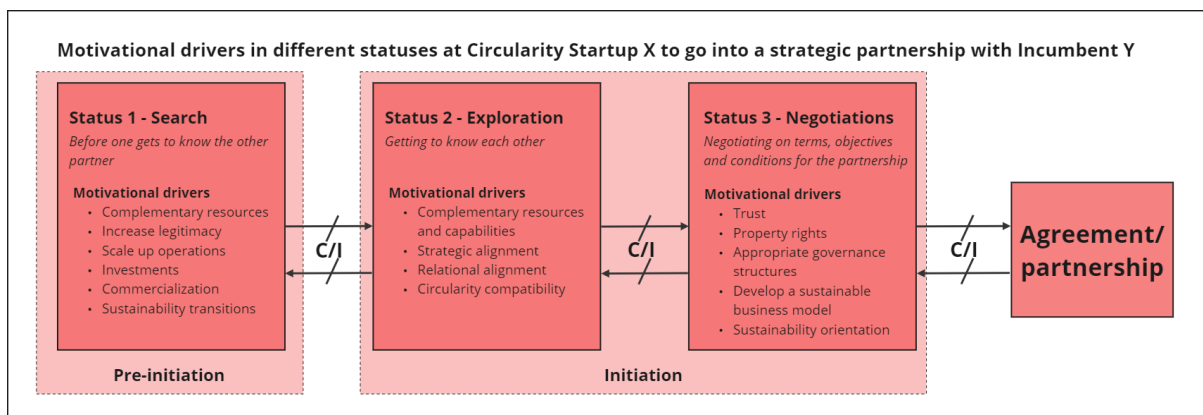 Motivational drivers in different statuses at Circularity Startup X to go into a strategic partnership with Incumbent Y
Status 1 - Search
Before one gets to know the other
partner
Motivational drivers
• Complementary resources
• Increase legitimacy
• Scale up operations
• Investments
• Commercialization
• Sustainability transitions
Pre-initiation
C/I
Status 2 - Exploration
Getting to know each other
Motivational drivers
• Complementary resources
and capabilities
• Strategic alignment
• Relational alignment
• Circularity compatibility
C/I
Status 3 - Negotiations
Negotiating on terms, objectives
and conditions for the partnership
Motivational drivers
• Trust
• Property rights
• Appropriate governance
structures
• Develop a sustainable
business model
• Sustainability orientation
Initiation
C/I
Agreement/
partnership